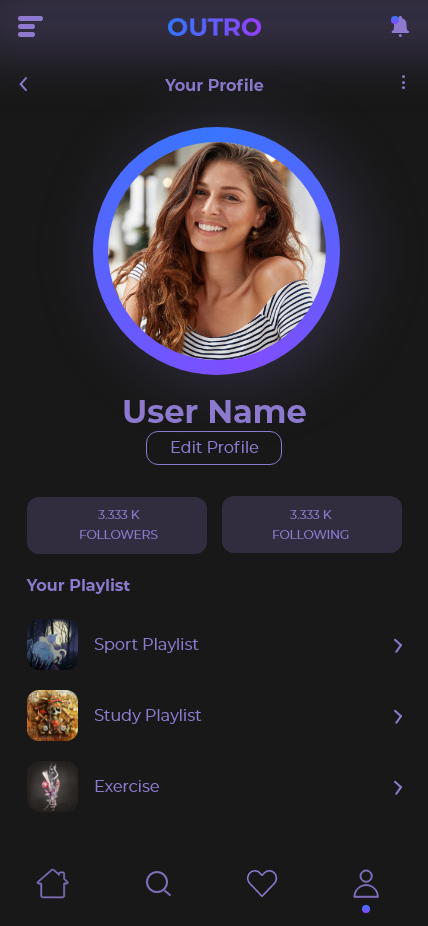 OUTRO
Your Profile
User Name
Edit Profile
3.333 K
FOLLOWERS
3.333 K
FOLLOWING
Your Playlist
Sport Playlist
Study Playlist
Exercise